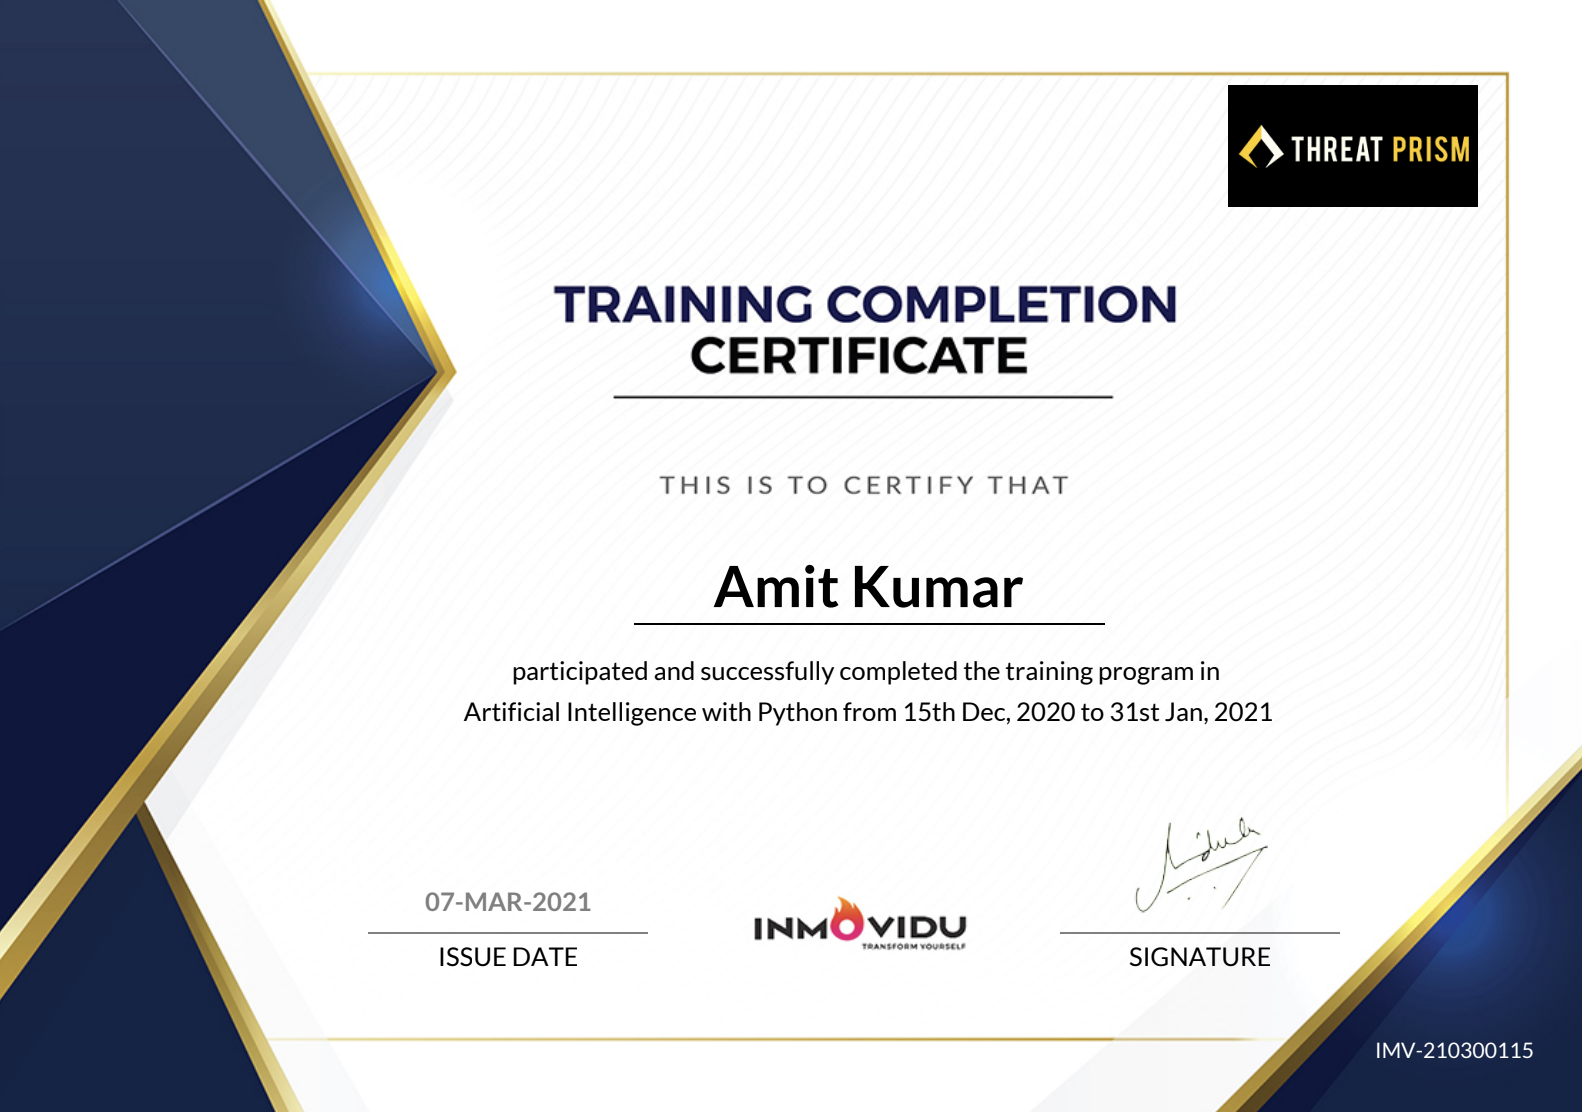 THREAT PRISM
TRAINING COMPLETION
CERTIFICATE
THIS IS TO CERTIFY THAT
Amit Kumar
participated and successfully completed the training program in
Artificial Intelligence with Python from 15th Dec, 2020 to 31st Jan, 2021
07-MAR-2021
ISSUE DATE
INMOVIDU
TRANSFORM YOURSELF
SIGNATURE
IMV-210300115